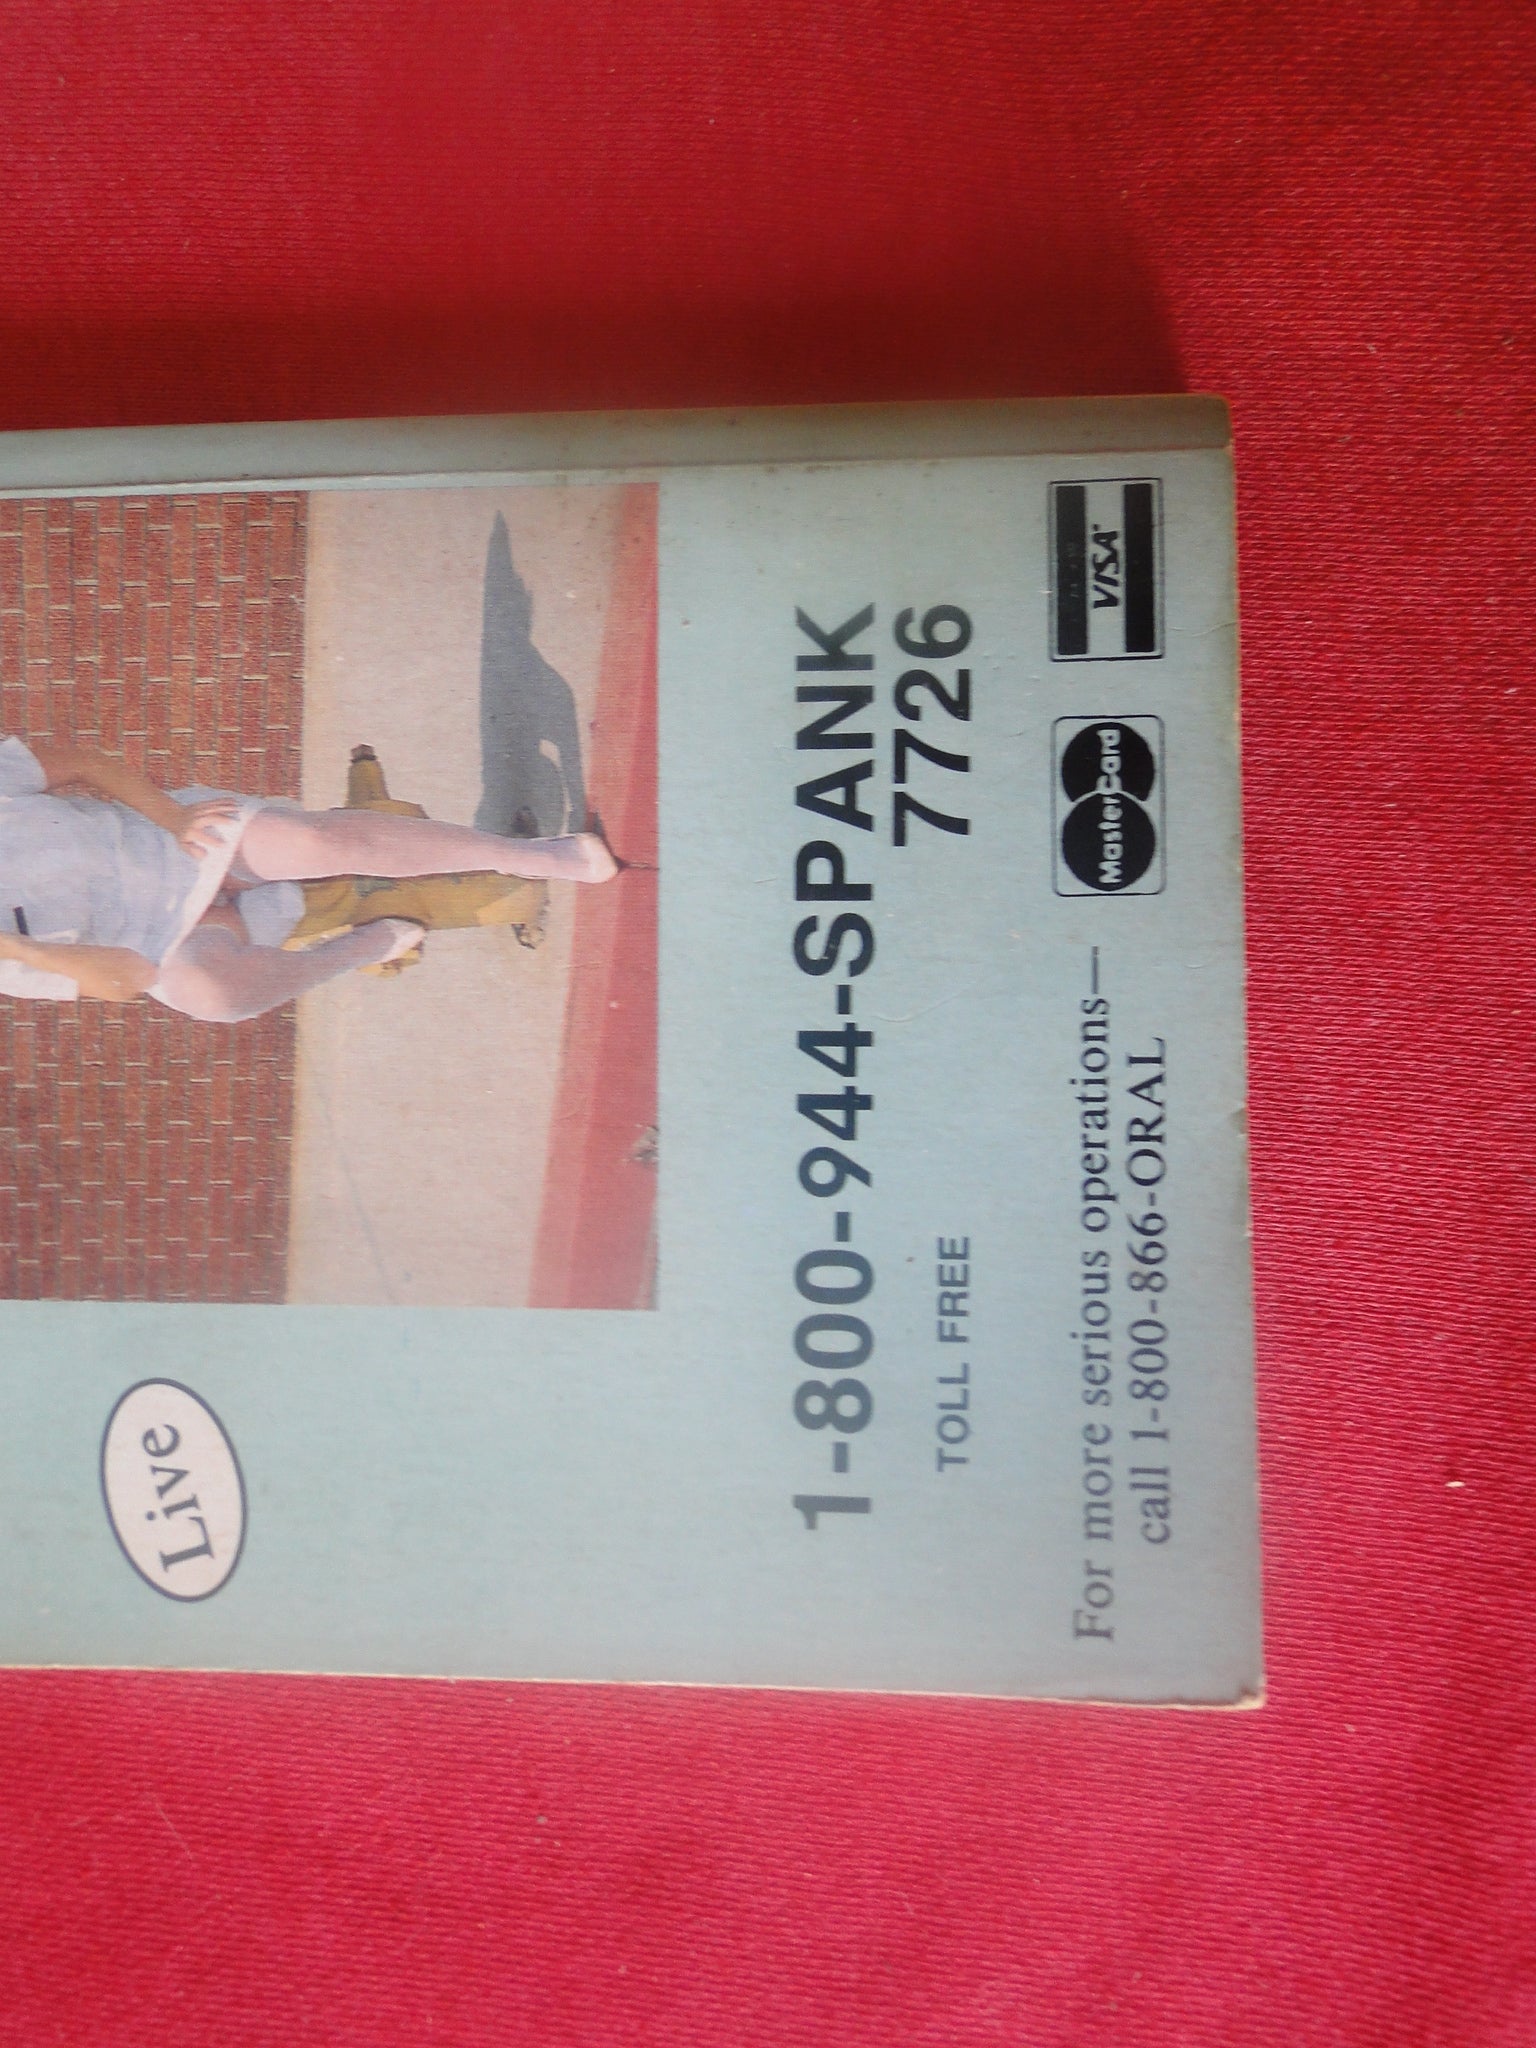 Live
1-800-944-SPANK
TOLL FREE 7726
For more serious operations—
call 1-800-866-ORAL
MasterCard
VISA